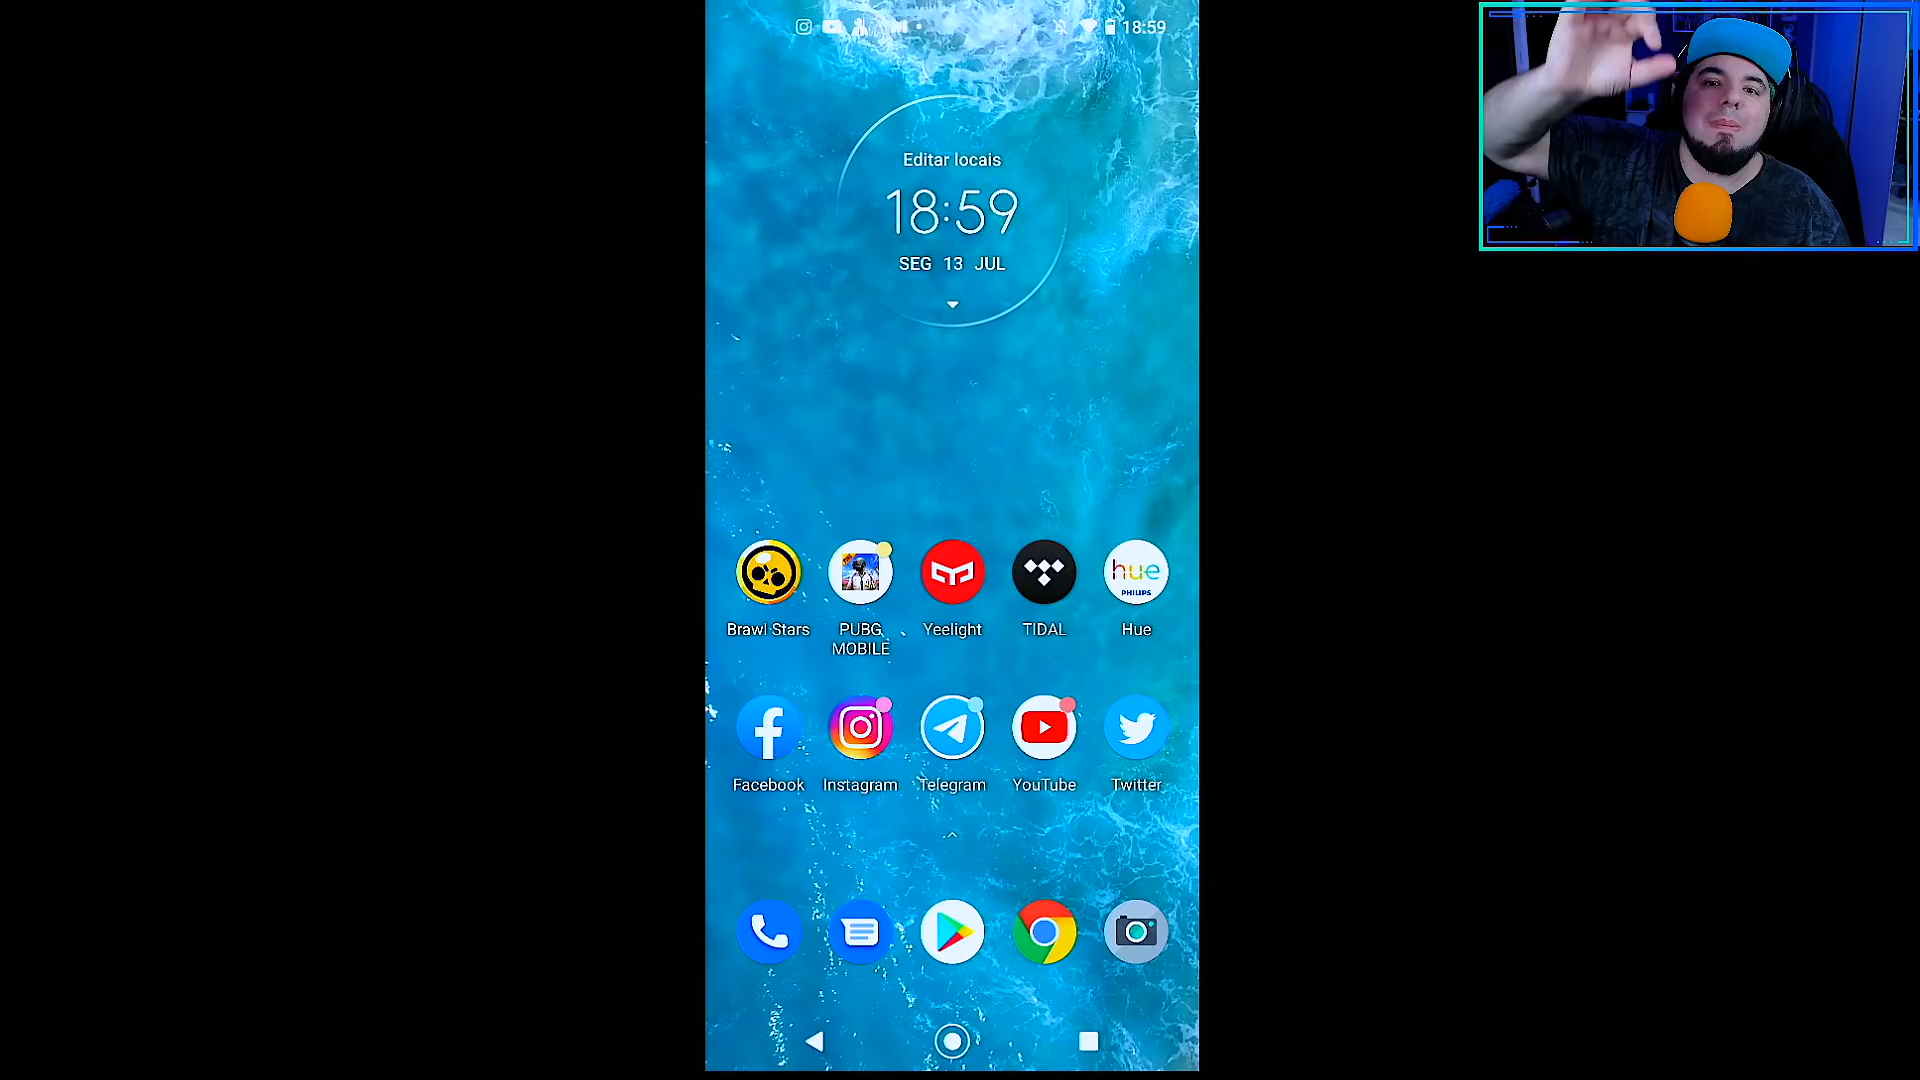 18:59
Editar locais
18:59
SEG 13 JUL
hue
PHILIPS
Brawl Stars
PUBG
MOBILE
Yeelight
TIDAL
Hue
Facebook
Instagram
Telegram
YouTube
Twitter